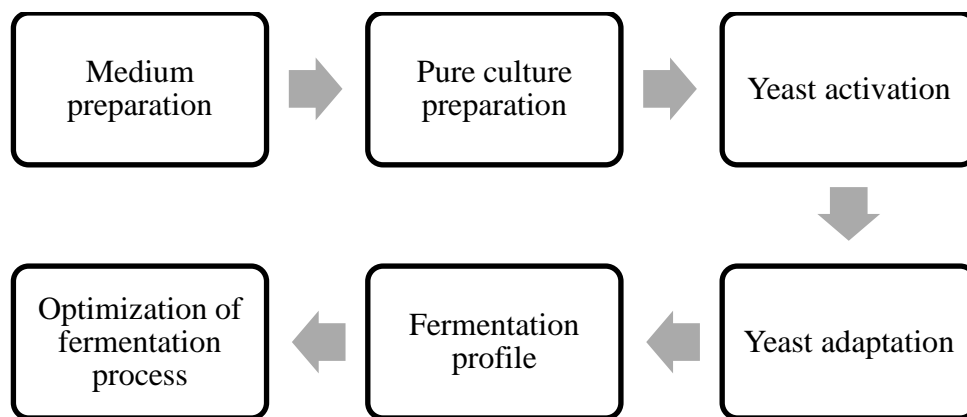 Medium
preparation
Pure culture
preparation
Yeast activation
Yeast adaptation
Fermentation
profile
Optimization of
fermentation
process